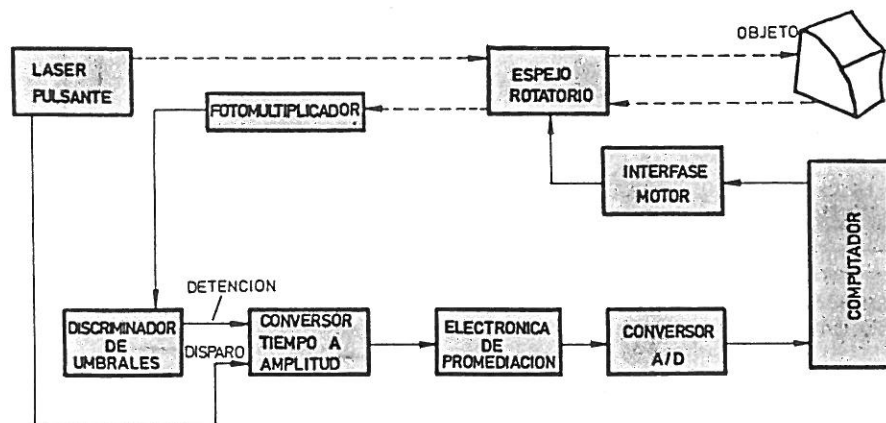 OBJETO
LASER
PULSANTE
ESPEJO
ROTATORIO
FOTOMULTIPLICADOR
INTERFASE
MOTOR
COMPUTADOR
DETENCION
DISCRIMINADOR
DE
UMBRALES
DISPARO
CONVERSOR
TIEMPO A
AMPLITUD
ELECTRONICA
DE
PROMEDIACION
CONVERSOR
A/D